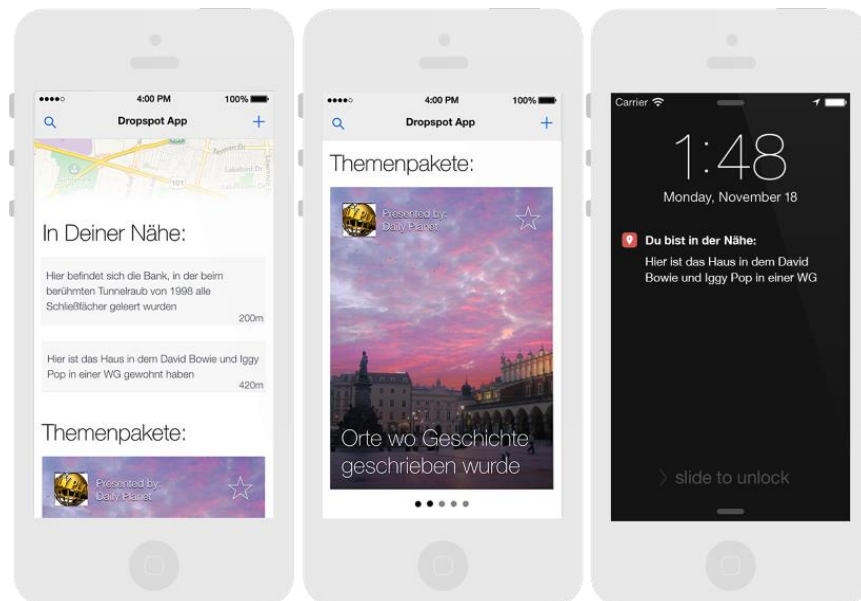 4:00 PM
100%
Dropspot App
101
In Deiner Nähe:
Hier befindet sich die Bank, in der beim
berühmten Tunnelraub von 1998 alle
Schließfächer geleert wurden
200m
Hier ist das Haus in dem David Bowie und Iggy
Pop in einer WG gewohnt haben
420m
Themenpakete:
Presented by:
Daily Planet
4:00 PM
100%
Dropspot App
Themenpakete:
Presented by:
Daily Planet
Orte wo Geschichte
geschrieben wurde
Carrier
1:48
Monday, November 18
Du bist in der Nähe:
Hier ist das Haus in dem David
Bowie und Iggy Pop in einer WG
slide to unlock